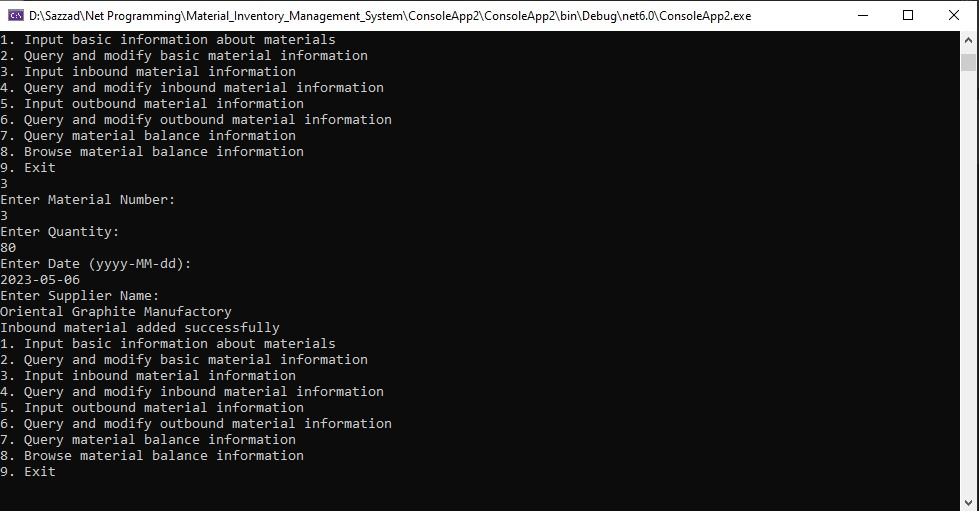 D:\Sazzad\Net Programming\Material_Inventory_Management_System\ConsoleApp2\ConsoleApp2\bin\Debug\net6.0\ConsoleApp2.exe
1. Input basic information about materials
2. Query and modify basic material information
3. Input inbound material information
4. Query and modify inbound material information
5. Input outbound material information
6. Query and modify outbound material information
7. Query material balance information
8. Browse material balance information
9. Exit
3
Enter Material Number:
3
Enter Quantity:
80
Enter Date (yyyy-MM-dd):
2023-05-06
Enter Supplier Name:
Oriental Graphite Manufactory
Inbound material added successfully
1. Input basic information about materials
2. Query and modify basic material information
3. Input inbound material information
4. Query and modify inbound material information
5. Input outbound material information
6. Query and modify outbound material information
7. Query material balance information
8. Browse material balance information
9. Exit